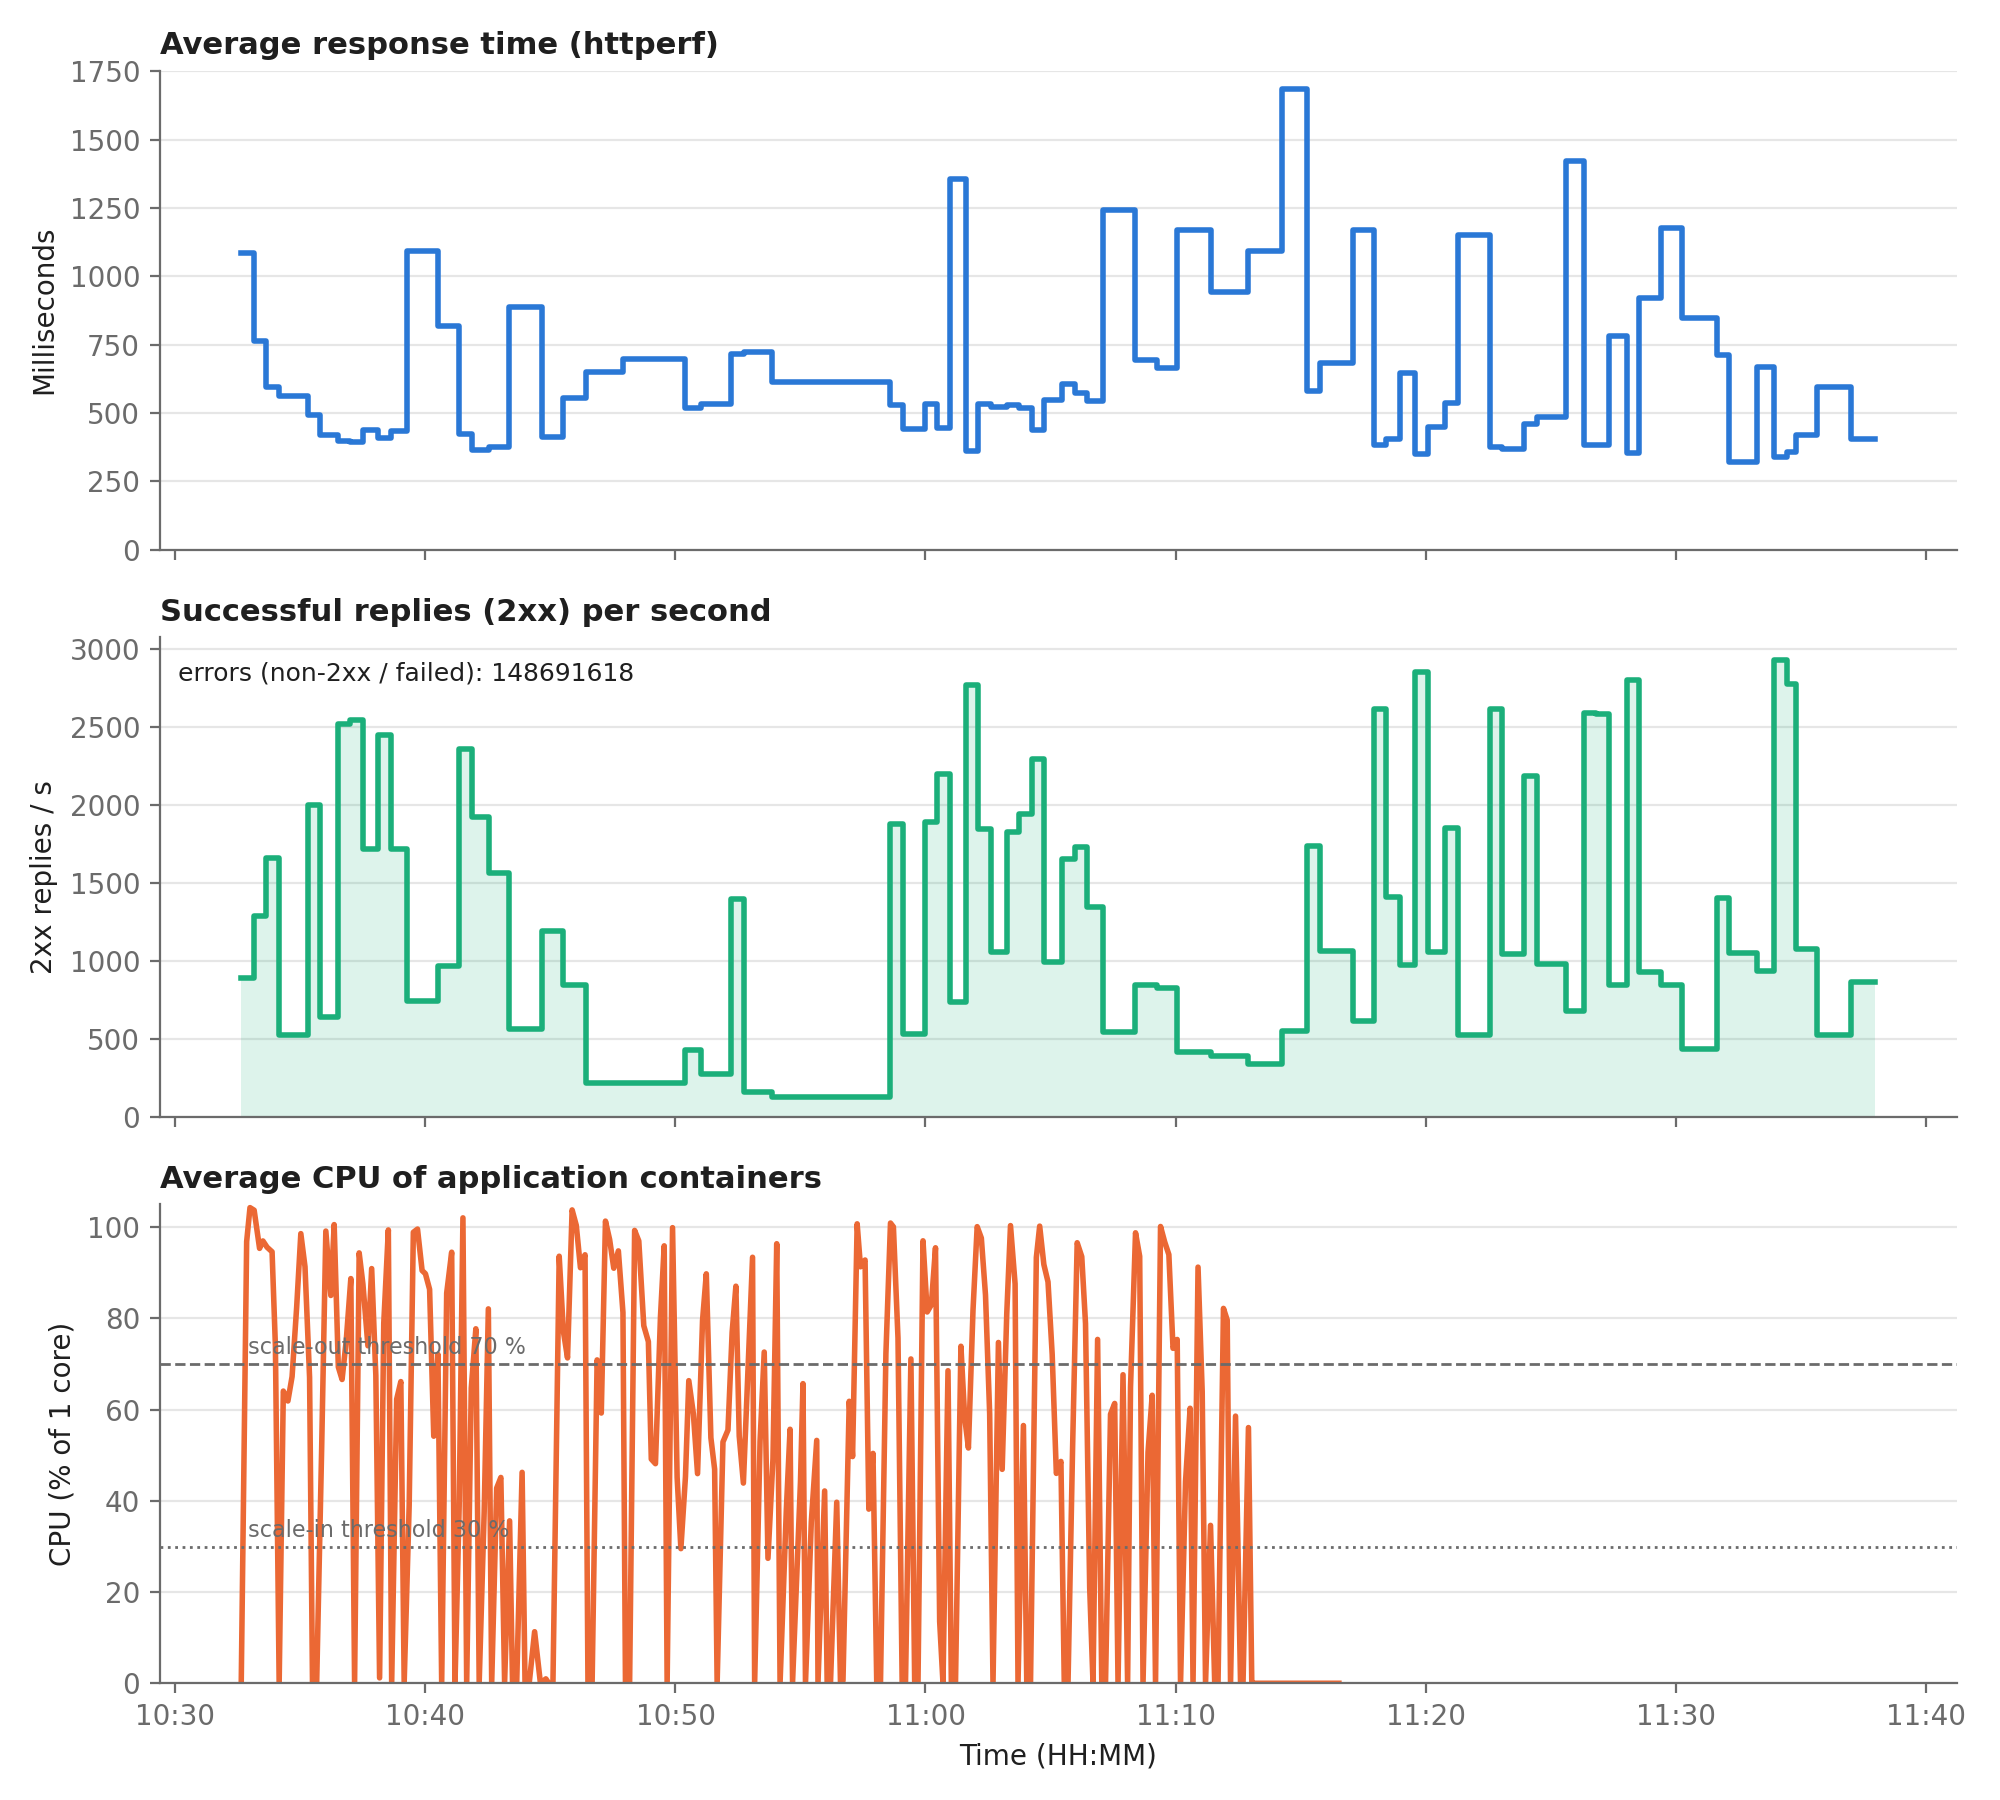 Average response time (httperf)
1750
1500
1250
1000
750
500
250
0
Milliseconds
Successful replies (2xx) per second
3000
2500
2000
1500
1000
500
0
2xx replies / s
errors (non-2xx / failed): 148691618
Average CPU of application containers
100
80
60
40
20
0
CPU (% of 1 core)
scale-out threshold 70 %
scale-in threshold 30 %
10:30 10:40 10:50 11:00 11:10 11:20 11:30 11:40
Time (HH:MM)